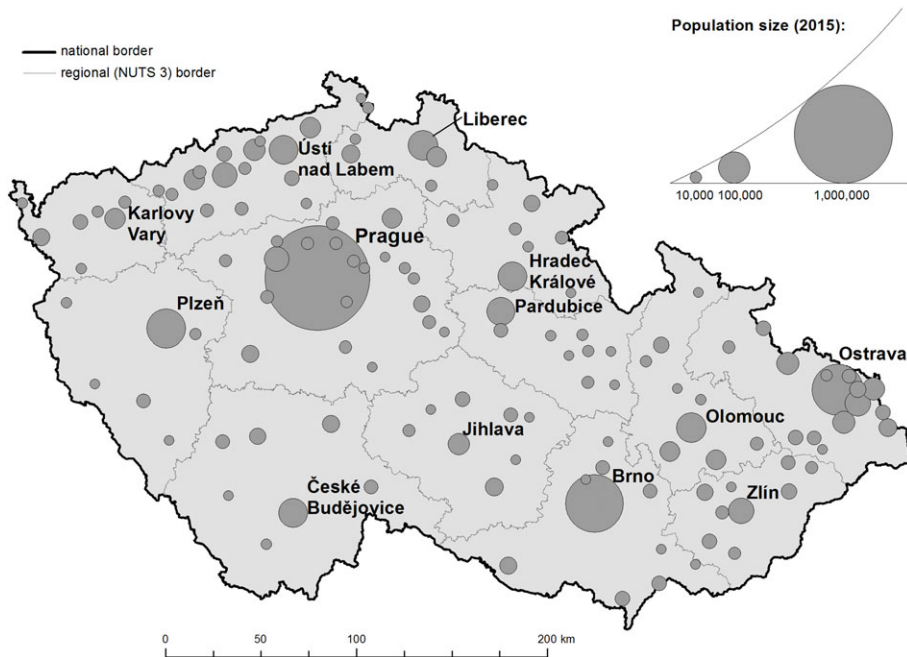 Population size (2015):
national border
regional (NUTS 3) border
10,000 100,000 1,000,000
Liberec
Ústí
nad Labem
Karlovy
Vary
Prague
Hradec
Králové
Plzeň
Pardubice
Ostrava
Olomouc
Jihlava
Brno
Zlín
České
Budějovice
0 50 100 200 km